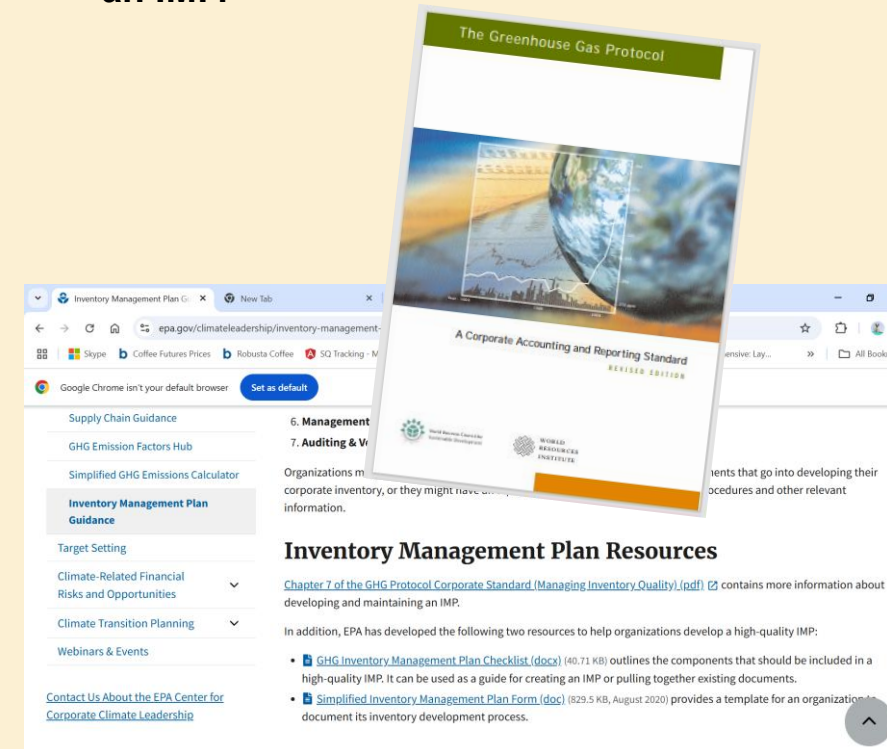 an IMP?
The Greenhouse Gas Protocol
A Corporate Accounting and Reporting Standard
REVISED EDITION
World Business Council for
Sustainable Development
WORLD
RESOURCES
INSTITUTE
Inventory Management Plan G
New Tab
epa.gov/climateleadership/inventory-management-
Skype
Coffee Futures Prices
Robusta Coffee
SQ Tracking - M
ensive: Lay...
All Book
Google Chrome isn't your default browser
Set as default
Supply Chain Guidance
GHG Emission Factors Hub
Simplified GHG Emissions Calculator
Inventory Management Plan
Guidance
Target Setting
Climate-Related Financial
Risks and Opportunities
Climate Transition Planning
Webinars & Events
Contact Us About the EPA Center for
Corporate Climate Leadership
6. Management
7. Auditing & V
Organizations m nents that go into developing their
corporate inventory, or they might have ocedures and other relevant
information.
Inventory Management Plan Resources
Chapter 7 of the GHG Protocol Corporate Standard (Managing Inventory Quality) (pdf) contains more information about
developing and maintaining an IMP.
In addition, EPA has developed the following two resources to help organizations develop a high-quality IMP:
• GHG Inventory Management Plan Checklist (docx) (40.71 KB) outlines the components that should be included in a
high-quality IMP. It can be used as a guide for creating an IMP or pulling together existing documents.
• Simplified Inventory Management Plan Form (doc) (829.5 KB, August 2020) provides a template for an organization to
document its inventory development process.